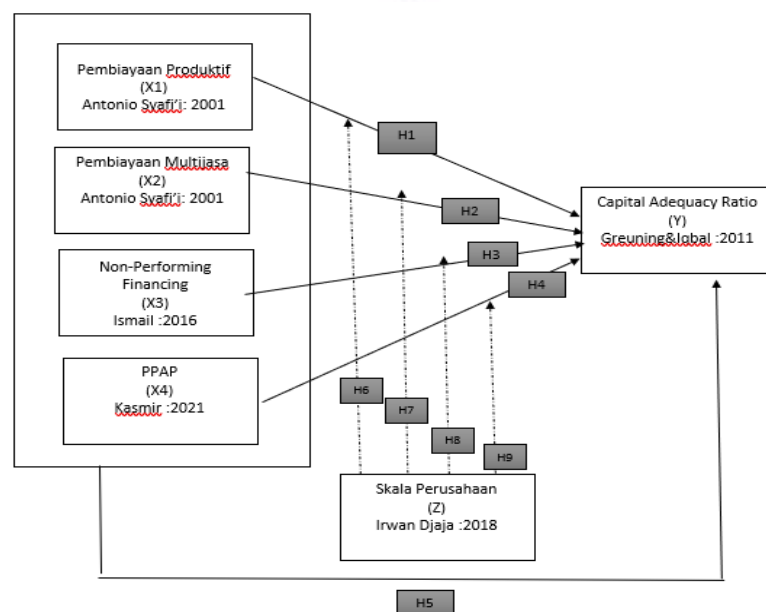 Pembiayaan Produktif
(X1)
Antonio Syafi'i: 2001
H1
Pembiayaan Multijasa
(X2)
Antonio Syafi'i: 2001
H2
Capital Adequacy Ratio
(Y)
Greuning&Iqbal :2011
Non-Performing
Financing
(X3)
Ismail :2016
H3
H4
PPAP
(X4)
Kasmir :2021
H6
H7
H8
H9
Skala Perusahaan
(Z)
Irwan Djaja :2018
H5